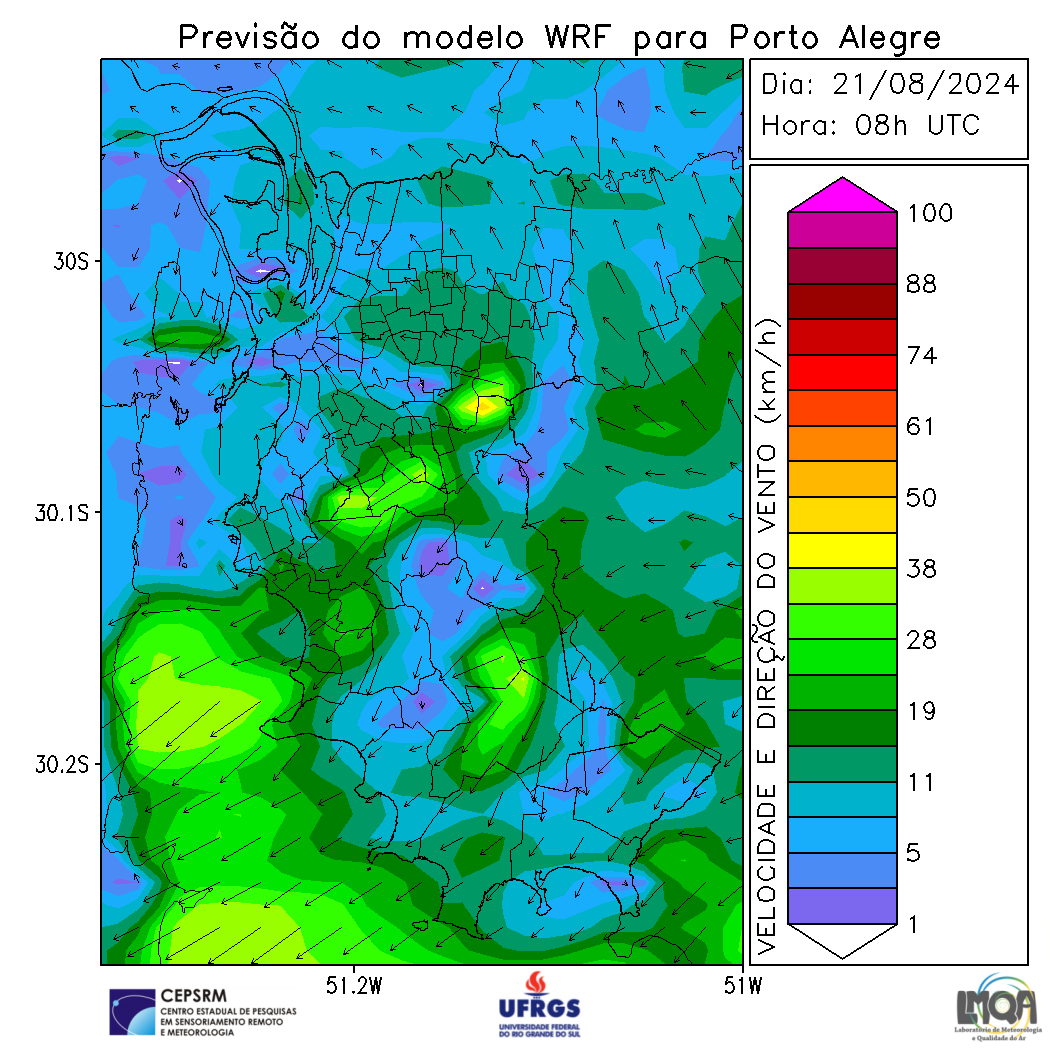 Previsão do modelo WRF para Porto Alegre
Dia: 21/08/2024
Hora: 08h UTC
30S
30.1S
30.2S
51.2W
51W
VELOCIDADE E DIREÇÃO DO VENTO (km/h)
100
88
74
61
50
38
28
19
11
5
1
CEPSRM
CENTRO ESTADUAL DE PESQUISAS
EM SENSORIAMENTO REMOTO
E METEOROLOGIA
UFRGS
UNIVERSIDADE FEDERAL
DO RIO GRANDE DO SUL
LMQA
Laboratório de Meteorologia
e Qualidade do Ar